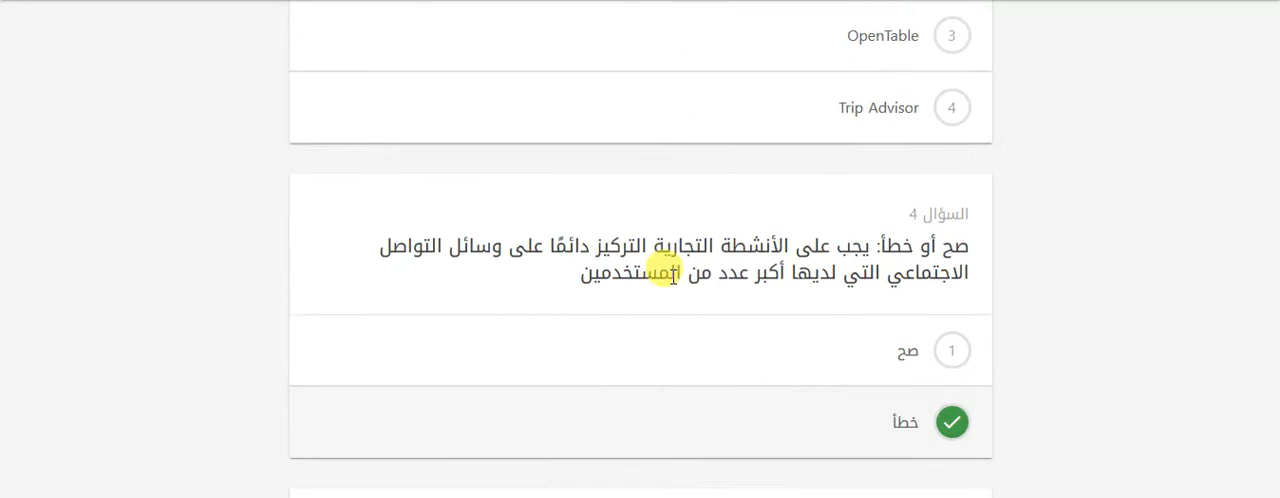 3 OpenTable
4 Trip Advisor
السؤال 4
صح أو خطأ: يجب على الأنشطة التجارية التركيز دائمًا على وسائل التواصل
الاجتماعي التي لديها أكبر عدد من المستخدمين
1 صح
خطأ